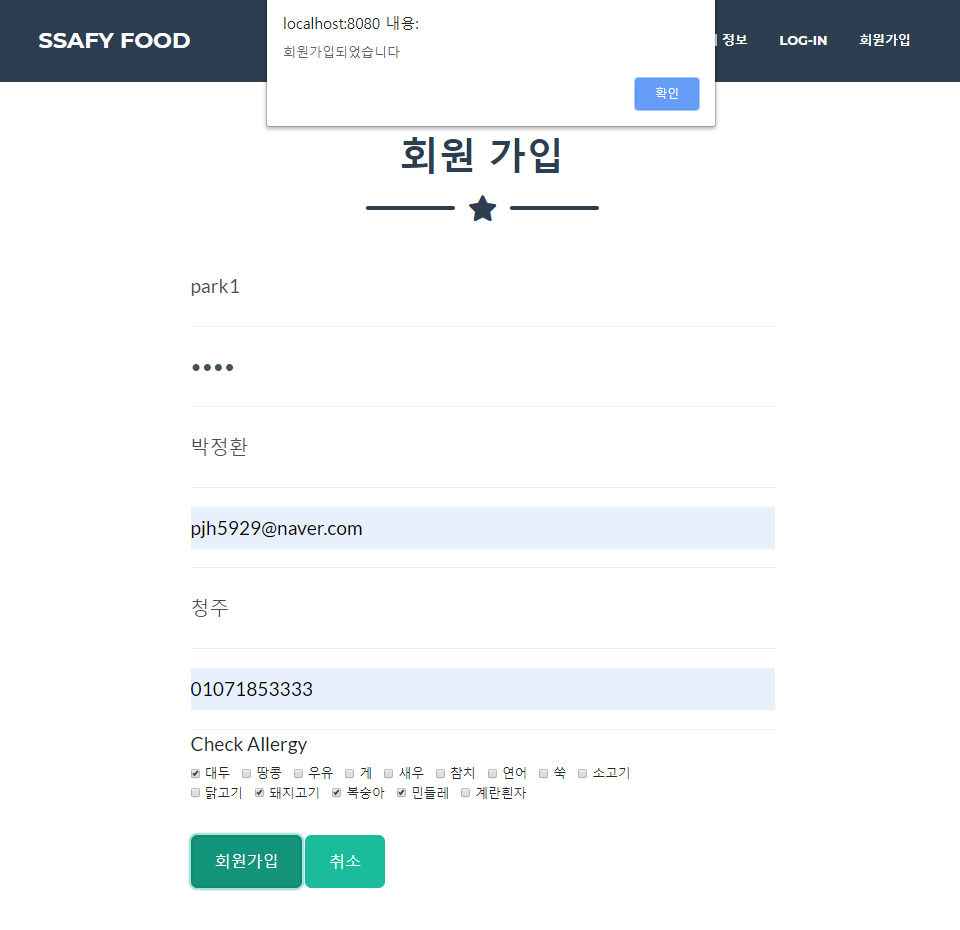 SSAFY FOOD
localhost:8080 내용:
회원가입되었습니다
확인
정보 LOG-IN 회원가입
회원 가입
park1
••••
박정환
pjh5929@naver.com
청주
01071853333
Check Allergy
대두 땅콩 우유 게 새우 참치 연어 쑥 소고기
닭고기 돼지고기 복숭아 민들레 계란흰자
회원가입 취소